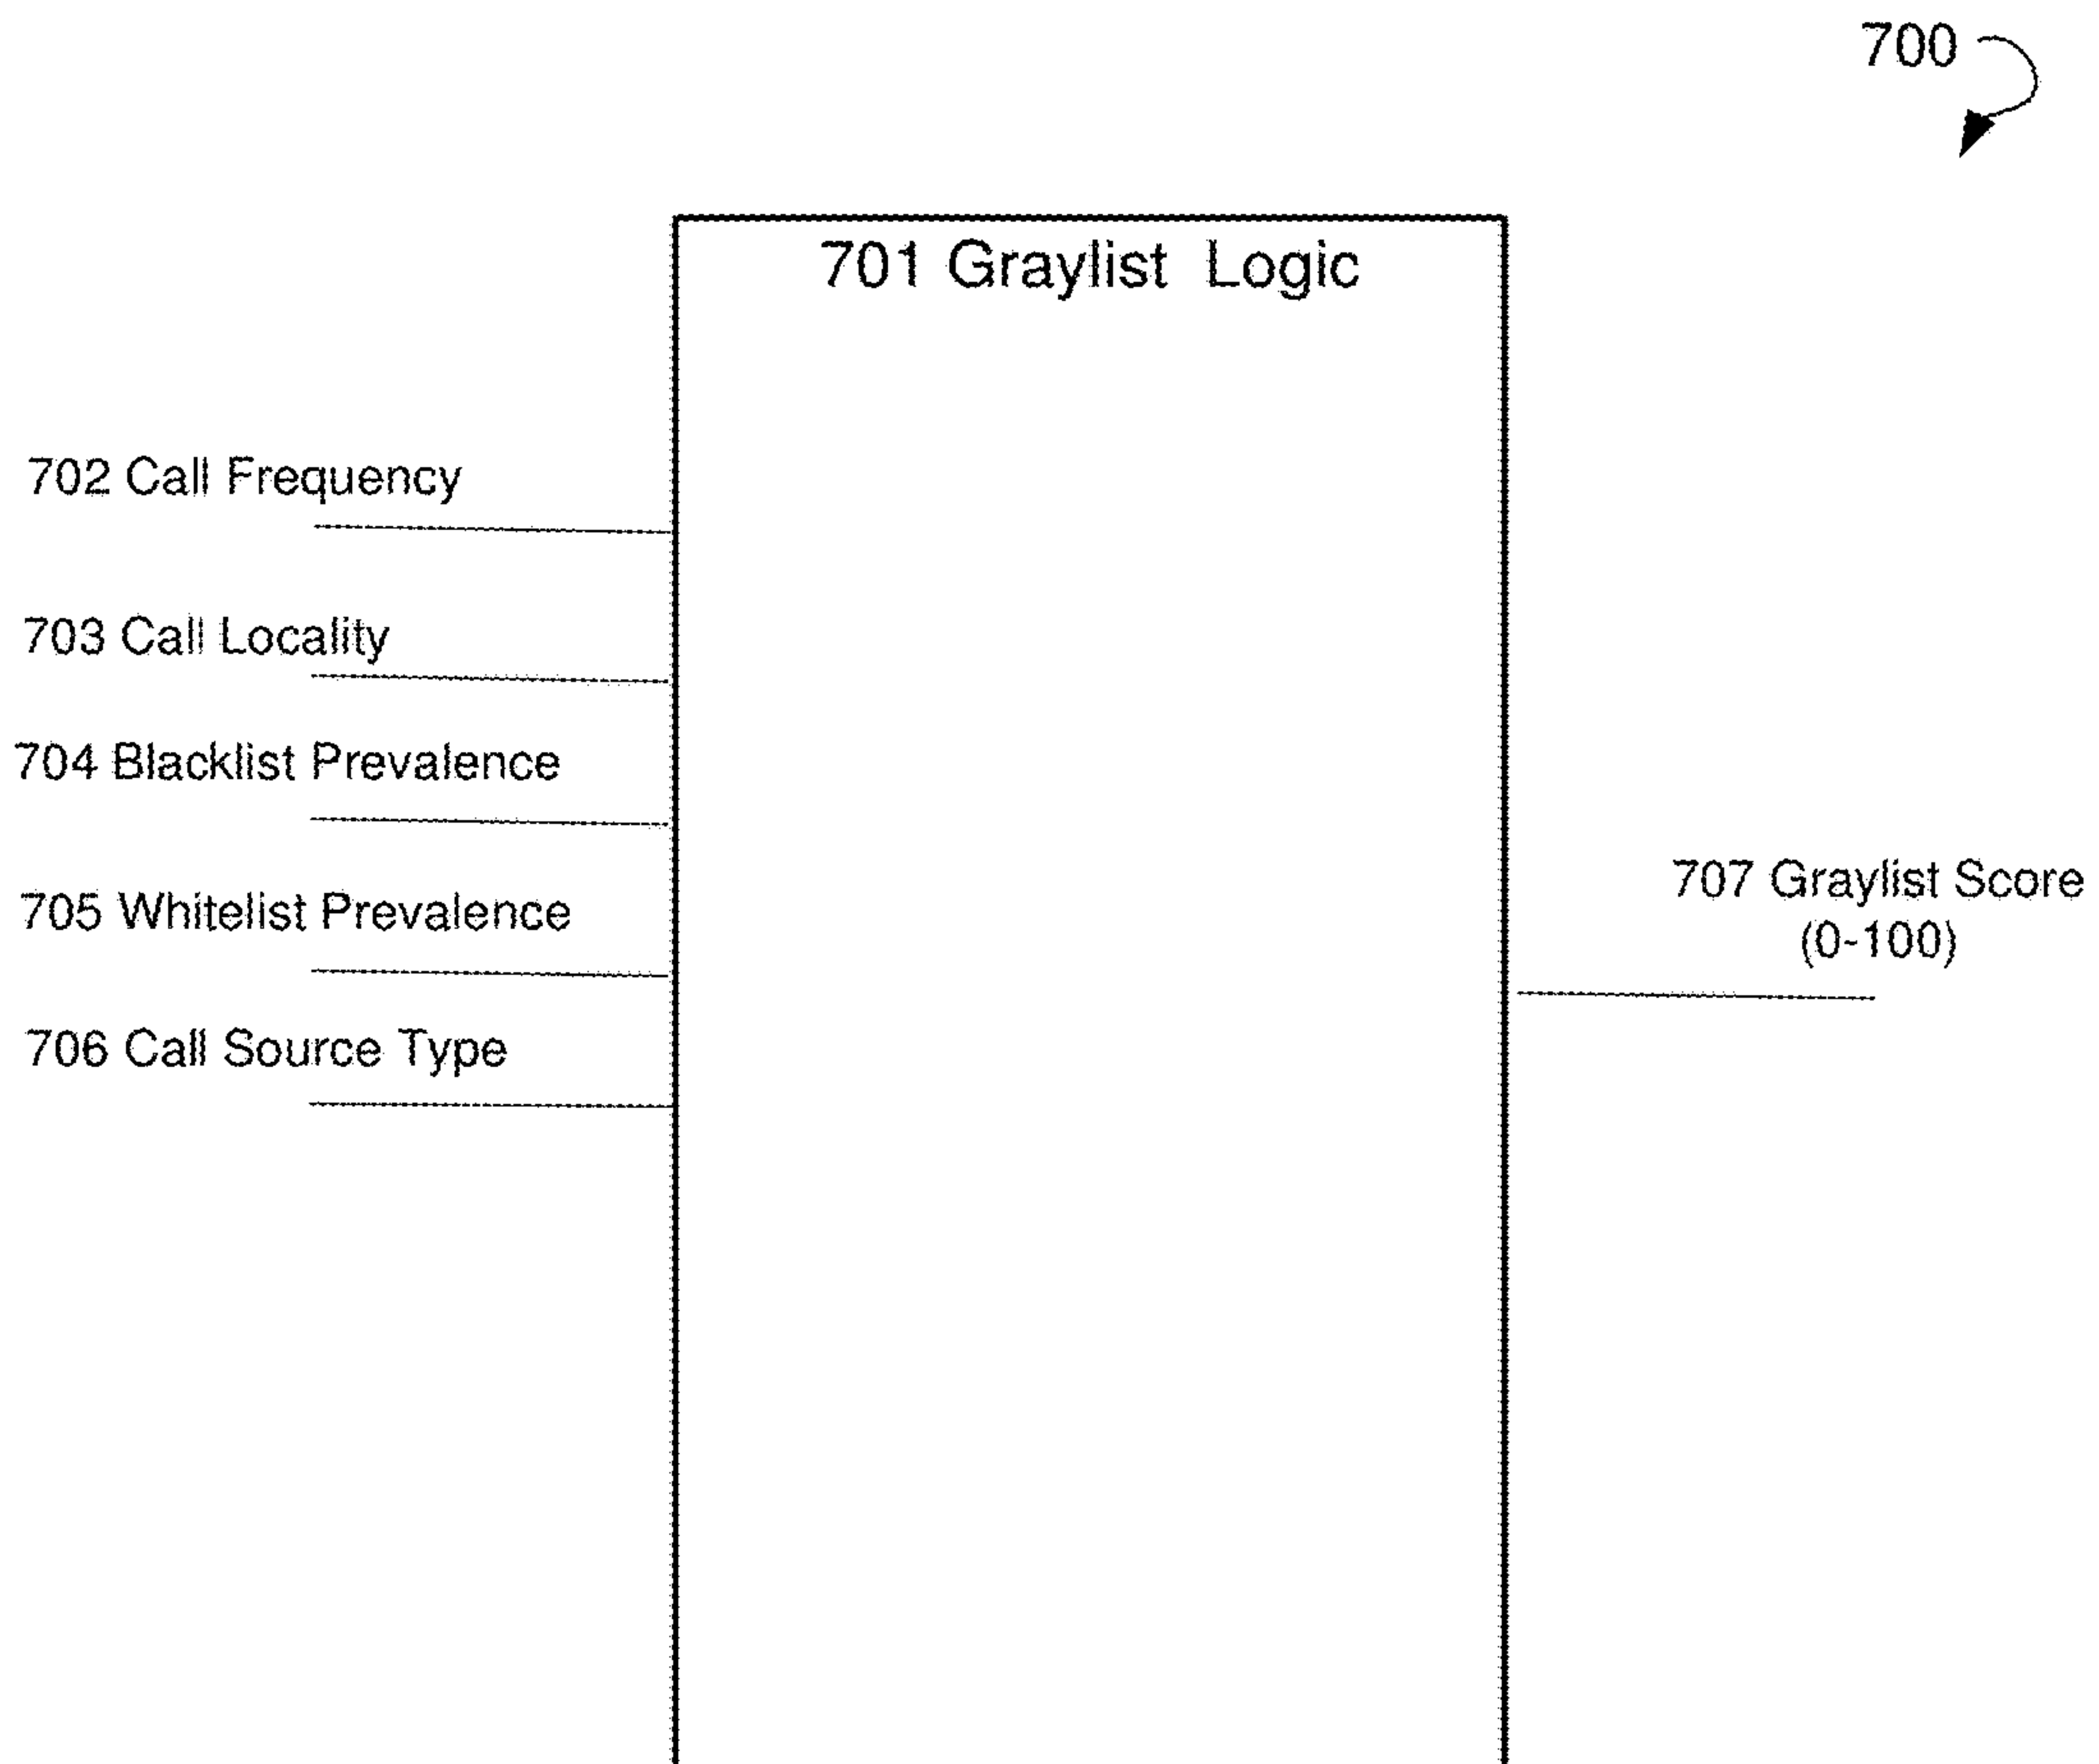 700
701 Graylist Logic
702 Call Frequency
703 Call Locality
704 Blacklist Prevalence
705 Whitelist Prevalence
706 Call Source Type
707 Graylist Score
(0-100)